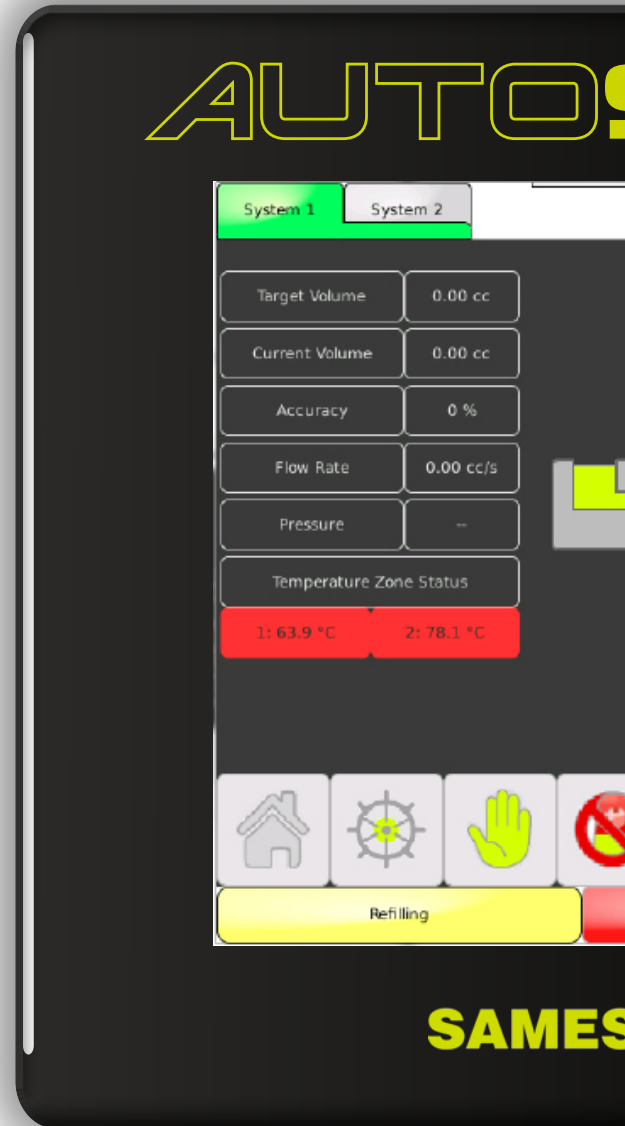 AUTOS
System 1 System 2
Target Volume 0.00 cc
Current Volume 0.00 cc
Accuracy 0 %
Flow Rate 0.00 cc/s
Pressure --
Temperature Zone Status
1: 63.9 °C 2: 78.1 °C
Refilling
SAMES